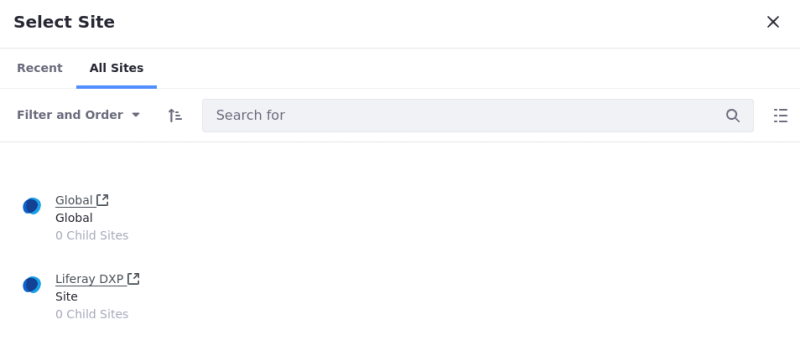 Select Site
Recent
All Sites
Filter and Order
Search for
Global
Global
0 Child Sites
Liferay DXP
Site
0 Child Sites